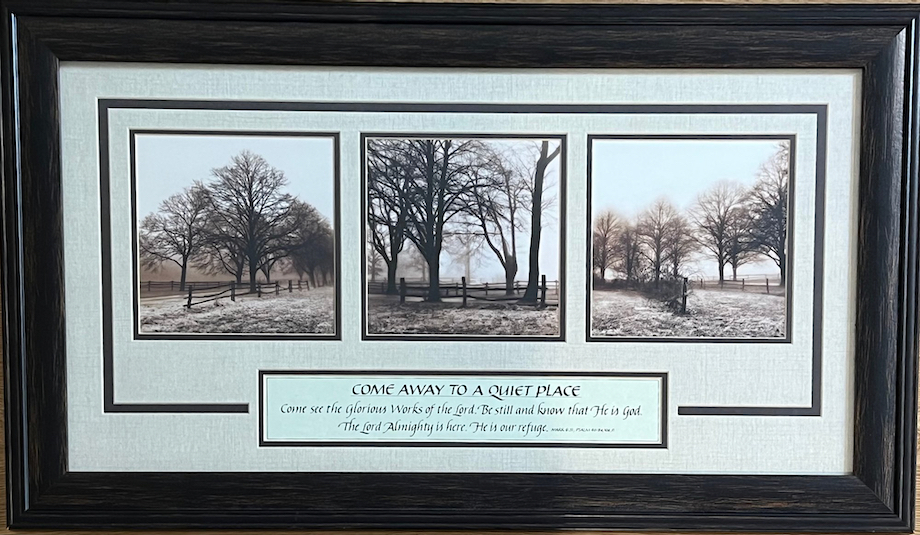 COME AWAY TO A QUIET PLACE
Come see the Glorious Works of the Lord. Be still and know that He is God.
The Lord Almighty is here. He is our refuge.